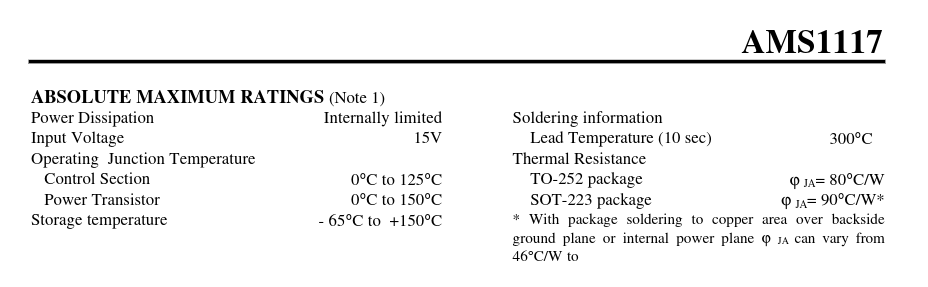 AMS1117
ABSOLUTE MAXIMUM RATINGS (Note 1)
Power Dissipation Internally limited
Input Voltage 15V
Operating Junction Temperature
Control Section 0°C to 125°C
Power Transistor 0°C to 150°C
Storage temperature - 65°C to +150°C
Soldering information
Lead Temperature (10 sec) 300°C
Thermal Resistance
TO-252 package φ JA= 80°C/W
SOT-223 package φ JA= 90°C/W*
* With package soldering to copper area over backside
ground plane or internal power plane φ JA can vary from
46°C/W to